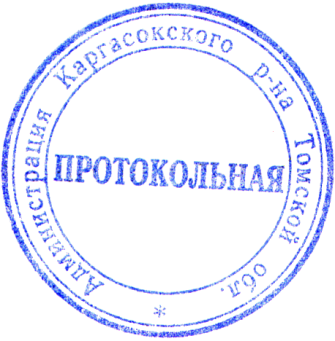 Администрация Каргасокского р-на Томской обл.
*
ПРОТОКОЛЬНАЯ